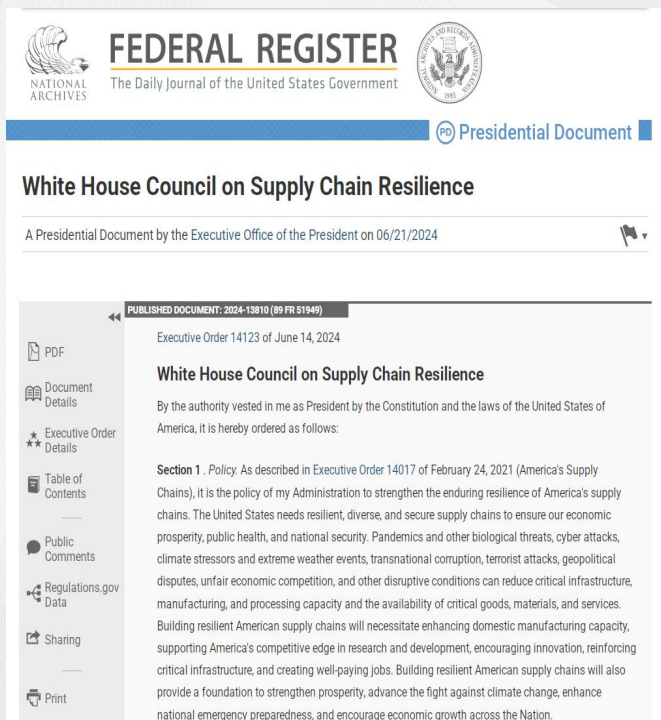 FEDERAL REGISTER
The Daily Journal of the United States Government
NATIONAL
ARCHIVES
NATIONAL ARCHIVES AND RECORDS ADMINISTRATION
1985
PD Presidential Document
White House Council on Supply Chain Resilience
A Presidential Document by the Executive Office of the President on 06/21/2024
PUBLISHED DOCUMENT: 2024-13810 (89 FR 51949)
PDF
Document
Details
Executive Order
Details
Table of
Contents
Public
Comments
Regulations.gov
Data
Sharing
Print
Executive Order 14123 of June 14, 2024
White House Council on Supply Chain Resilience
By the authority vested in me as President by the Constitution and the laws of the United States of
America, it is hereby ordered as follows:
Section 1 . Policy. As described in Executive Order 14017 of February 24, 2021 (America's Supply
Chains), it is the policy of my Administration to strengthen the enduring resilience of America's supply
chains. The United States needs resilient, diverse, and secure supply chains to ensure our economic
prosperity, public health, and national security. Pandemics and other biological threats, cyber attacks,
climate stressors and extreme weather events, transnational corruption, terrorist attacks, geopolitical
disputes, unfair economic competition, and other disruptive conditions can reduce critical infrastructure,
manufacturing, and processing capacity and the availability of critical goods, materials, and services.
Building resilient American supply chains will necessitate enhancing domestic manufacturing capacity,
supporting America's competitive edge in research and development, encouraging innovation, reinforcing
critical infrastructure, and creating well-paying jobs. Building resilient American supply chains will also
provide a foundation to strengthen prosperity, advance the fight against climate change, enhance
national emergency preparedness, and encourage economic growth across the Nation.